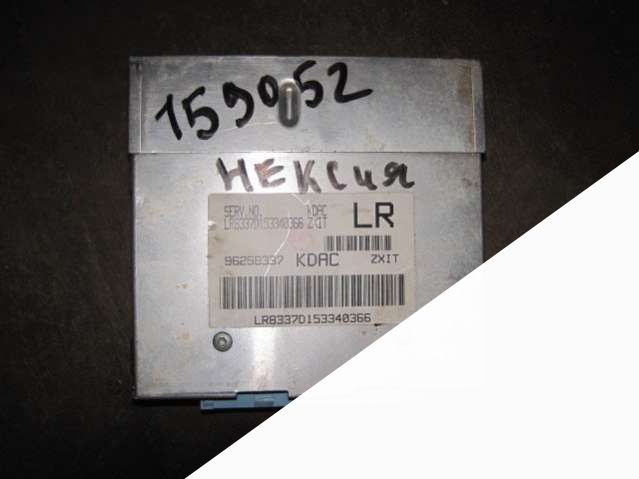 159052
Нексия
SERV.NO. KDAC LR
LR8337D153340366 ZXIT
96258337 KDAC ZXIT
LR8337D153340366